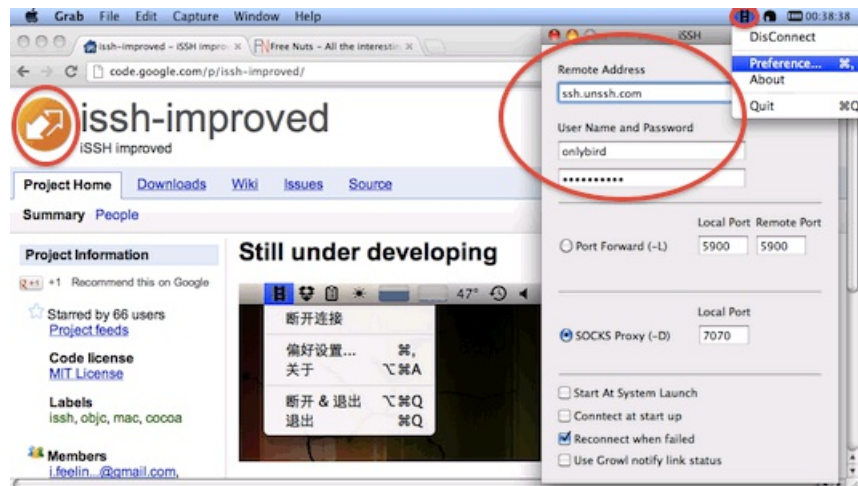 Grab File Edit Capture Window Help
00:38:38
issh-improved - iSSH impro
Free Nuts - All the interestin
code.google.com/p/issh-improved/
issh-improved
iSSH improved
Project Home Downloads Wiki Issues Source
Summary People
Project Information
+1 +1 Recommend this on Google
Starred by 66 users
Project feeds
Code license
MIT License
Labels
issh, objc, mac, cocoa
Members
i.feelin...@gmail.com,
Still under developing
47°
断开连接
偏好设置... ⌘,
关于 ⌥⌘A
断开 & 退出 ⌥⌘Q
退出 ⌘Q
iSSH
Remote Address
ssh.unssh.com
User Name and Password
onlybird
••••••••••
Local Port Remote Port
Port Forward (-L) 5900 5900
Local Port
SOCKS Proxy (-D) 7070
Start At System Launch
Conntect at start up
Reconnect when failed
Use Growl notify link status
DisConnect
Preference... ⌘,
About
Quit ⌘Q